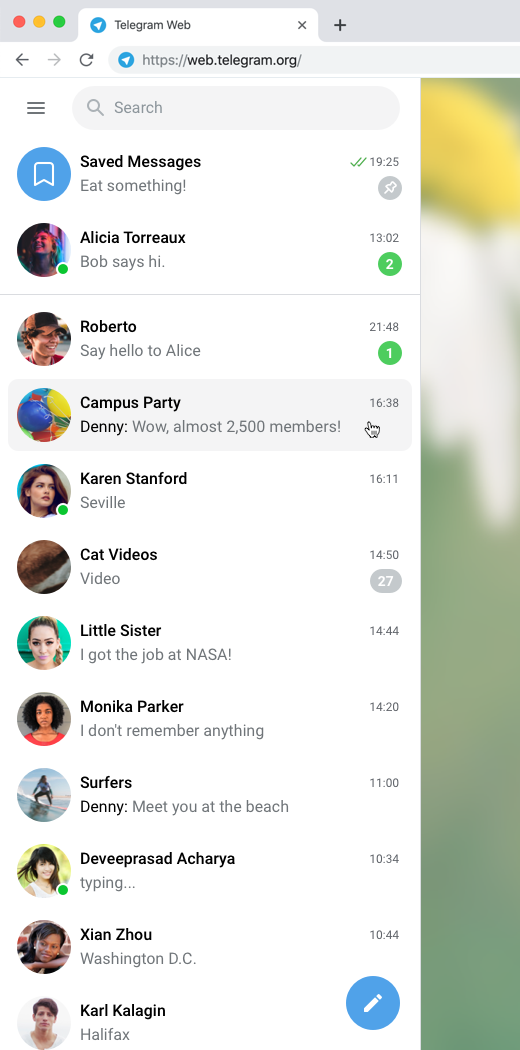 Telegram Web
https://web.telegram.org/
Search
Saved Messages 19:25
Eat something!
Alicia Torreaux 13:02
Bob says hi. 2
Roberto 21:48
Say hello to Alice 1
Campus Party 16:38
Denny: Wow, almost 2,500 members!
Karen Stanford 16:11
Seville
Cat Videos 14:50
Video 27
Little Sister 14:44
I got the job at NASA!
Monika Parker 14:20
I don't remember anything
Surfers 11:00
Denny: Meet you at the beach
Deveeprasad Acharya 10:34
typing...
Xian Zhou 10:44
Washington D.C.
Karl Kalagin
Halifax